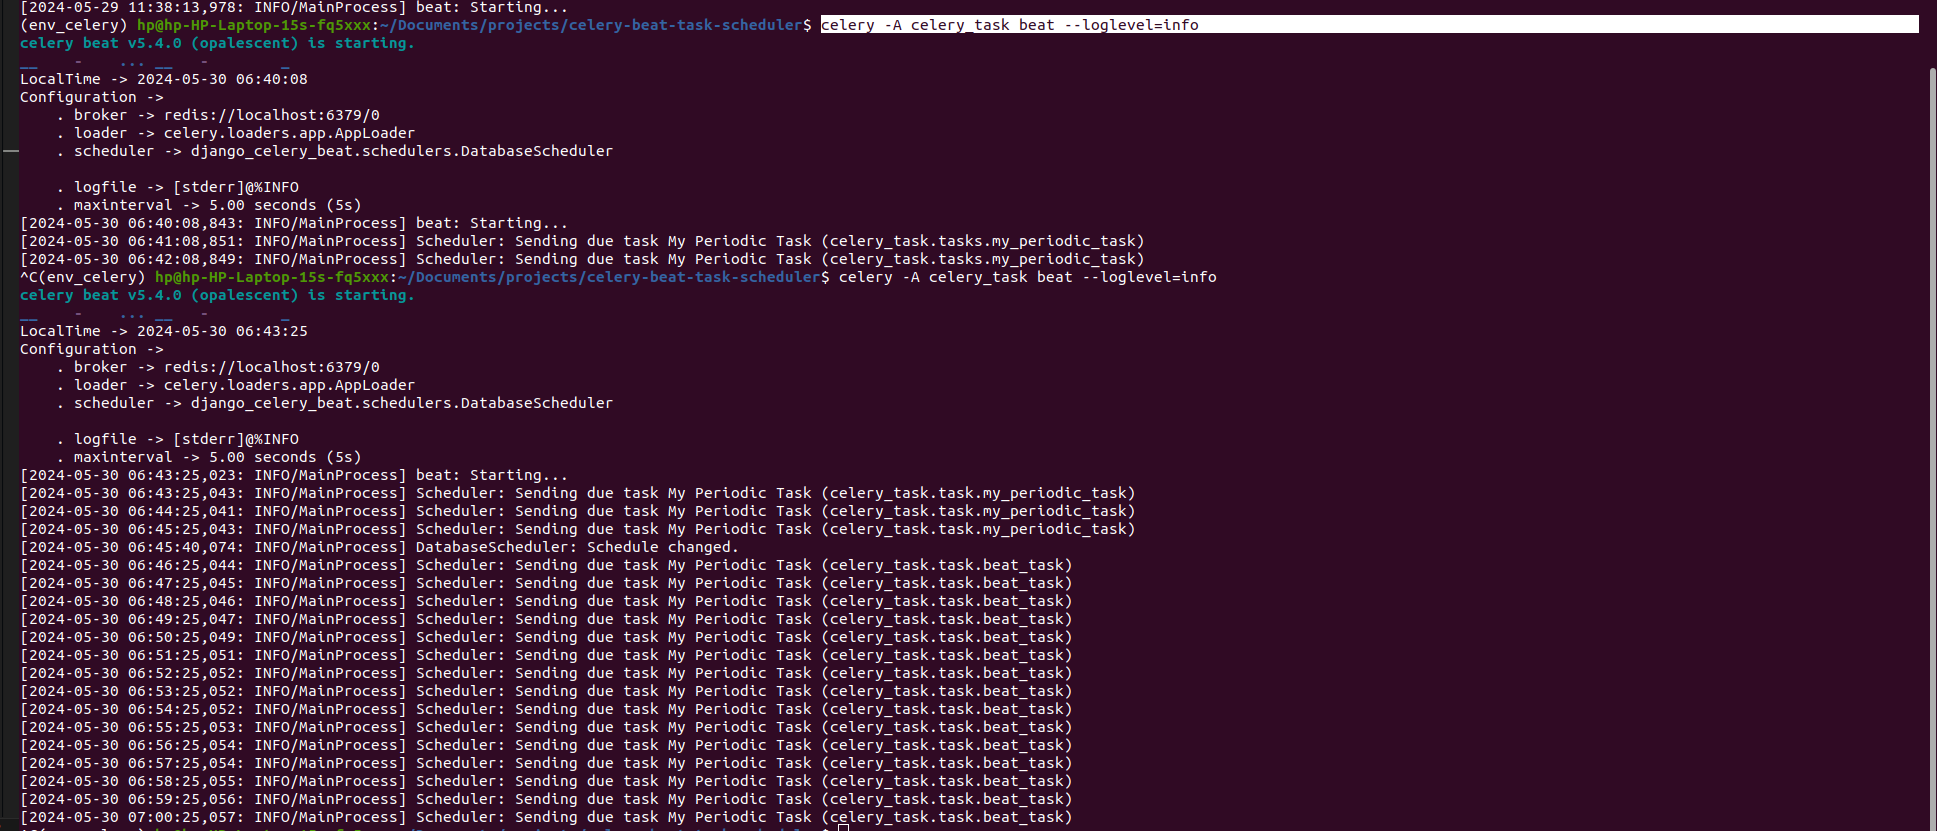 [2024-05-29 11:38:13,978: INFO/MainProcess] beat: Starting...
(env_celery) hp@hp-HP-Laptop-15s-fq5xxx:~/Documents/projects/celery-beat-task-scheduler$ celery -A celery_task beat --loglevel=info
celery beat v5.4.0 (opalescent) is starting.
__    -    ... __   -        _
LocalTime -> 2024-05-30 06:40:08
Configuration ->
    . broker -> redis://localhost:6379/0
    . loader -> celery.loaders.app.AppLoader
    . scheduler -> django_celery_beat.schedulers.DatabaseScheduler
    . logfile -> [stderr]@%INFO
    . maxinterval -> 5.00 seconds (5s)
[2024-05-30 06:40:08,843: INFO/MainProcess] beat: Starting...
[2024-05-30 06:41:08,851: INFO/MainProcess] Scheduler: Sending due task My Periodic Task (celery_task.tasks.my_periodic_task)
[2024-05-30 06:42:08,849: INFO/MainProcess] Scheduler: Sending due task My Periodic Task (celery_task.tasks.my_periodic_task)
^C(env_celery) hp@hp-HP-Laptop-15s-fq5xxx:~/Documents/projects/celery-beat-task-scheduler$ celery -A celery_task beat --loglevel=info
celery beat v5.4.0 (opalescent) is starting.
__    -    ... __   -        _
LocalTime -> 2024-05-30 06:43:25
Configuration ->
    . broker -> redis://localhost:6379/0
    . loader -> celery.loaders.app.AppLoader
    . scheduler -> django_celery_beat.schedulers.DatabaseScheduler
    . logfile -> [stderr]@%INFO
    . maxinterval -> 5.00 seconds (5s)
[2024-05-30 06:43:25,023: INFO/MainProcess] beat: Starting...
[2024-05-30 06:43:25,043: INFO/MainProcess] Scheduler: Sending due task My Periodic Task (celery_task.task.my_periodic_task)
[2024-05-30 06:44:25,041: INFO/MainProcess] Scheduler: Sending due task My Periodic Task (celery_task.task.my_periodic_task)
[2024-05-30 06:45:25,043: INFO/MainProcess] Scheduler: Sending due task My Periodic Task (celery_task.task.my_periodic_task)
[2024-05-30 06:45:40,074: INFO/MainProcess] DatabaseScheduler: Schedule changed.
[2024-05-30 06:46:25,044: INFO/MainProcess] Scheduler: Sending due task My Periodic Task (celery_task.task.beat_task)
[2024-05-30 06:47:25,045: INFO/MainProcess] Scheduler: Sending due task My Periodic Task (celery_task.task.beat_task)
[2024-05-30 06:48:25,046: INFO/MainProcess] Scheduler: Sending due task My Periodic Task (celery_task.task.beat_task)
[2024-05-30 06:49:25,047: INFO/MainProcess] Scheduler: Sending due task My Periodic Task (celery_task.task.beat_task)
[2024-05-30 06:50:25,049: INFO/MainProcess] Scheduler: Sending due task My Periodic Task (celery_task.task.beat_task)
[2024-05-30 06:51:25,051: INFO/MainProcess] Scheduler: Sending due task My Periodic Task (celery_task.task.beat_task)
[2024-05-30 06:52:25,052: INFO/MainProcess] Scheduler: Sending due task My Periodic Task (celery_task.task.beat_task)
[2024-05-30 06:53:25,052: INFO/MainProcess] Scheduler: Sending due task My Periodic Task (celery_task.task.beat_task)
[2024-05-30 06:54:25,052: INFO/MainProcess] Scheduler: Sending due task My Periodic Task (celery_task.task.beat_task)
[2024-05-30 06:55:25,053: INFO/MainProcess] Scheduler: Sending due task My Periodic Task (celery_task.task.beat_task)
[2024-05-30 06:56:25,054: INFO/MainProcess] Scheduler: Sending due task My Periodic Task (celery_task.task.beat_task)
[2024-05-30 06:57:25,054: INFO/MainProcess] Scheduler: Sending due task My Periodic Task (celery_task.task.beat_task)
[2024-05-30 06:58:25,055: INFO/MainProcess] Scheduler: Sending due task My Periodic Task (celery_task.task.beat_task)
[2024-05-30 06:59:25,056: INFO/MainProcess] Scheduler: Sending due task My Periodic Task (celery_task.task.beat_task)
[2024-05-30 07:00:25,057: INFO/MainProcess] Scheduler: Sending due task My Periodic Task (celery_task.task.beat_task)